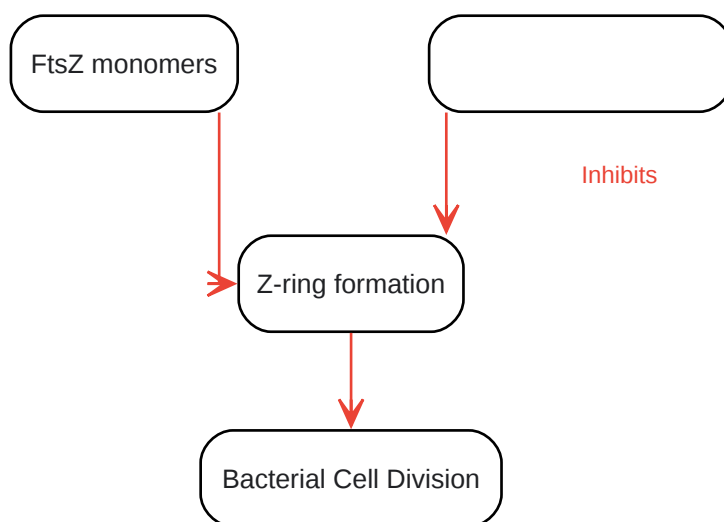 FtsZ monomers
Inhibits
Z-ring formation
Bacterial Cell Division